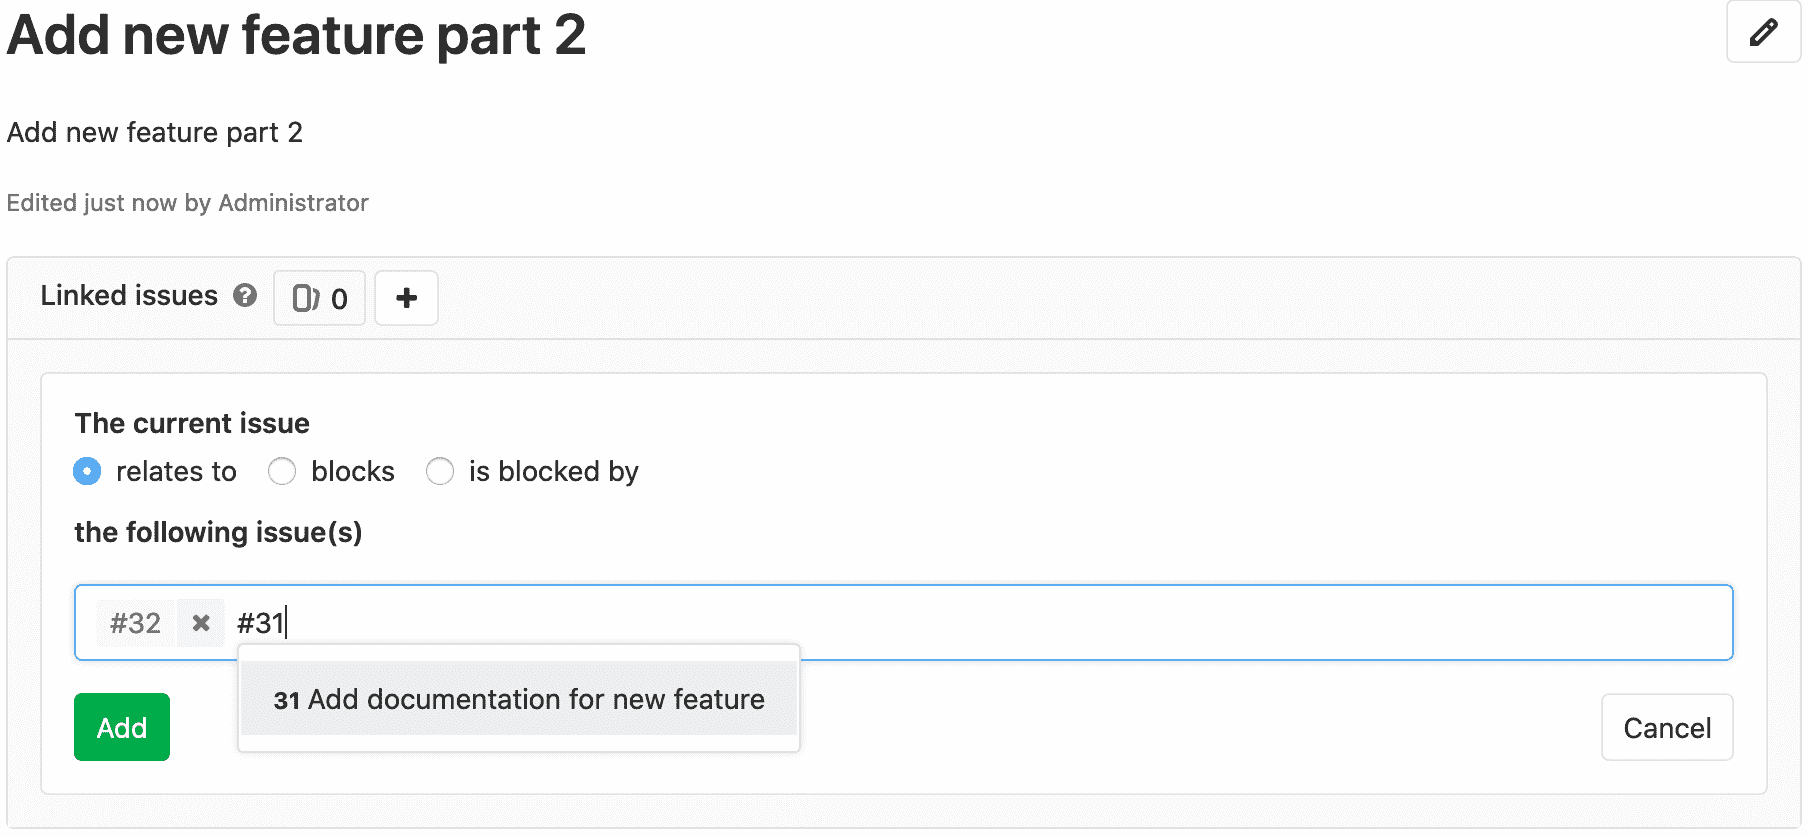 Add new feature part 2
Add new feature part 2
Edited just now by Administrator
Linked issues ? 0 +
The current issue
relates to blocks is blocked by
the following issue(s)
#32 × #31
31 Add documentation for new feature
Add Cancel